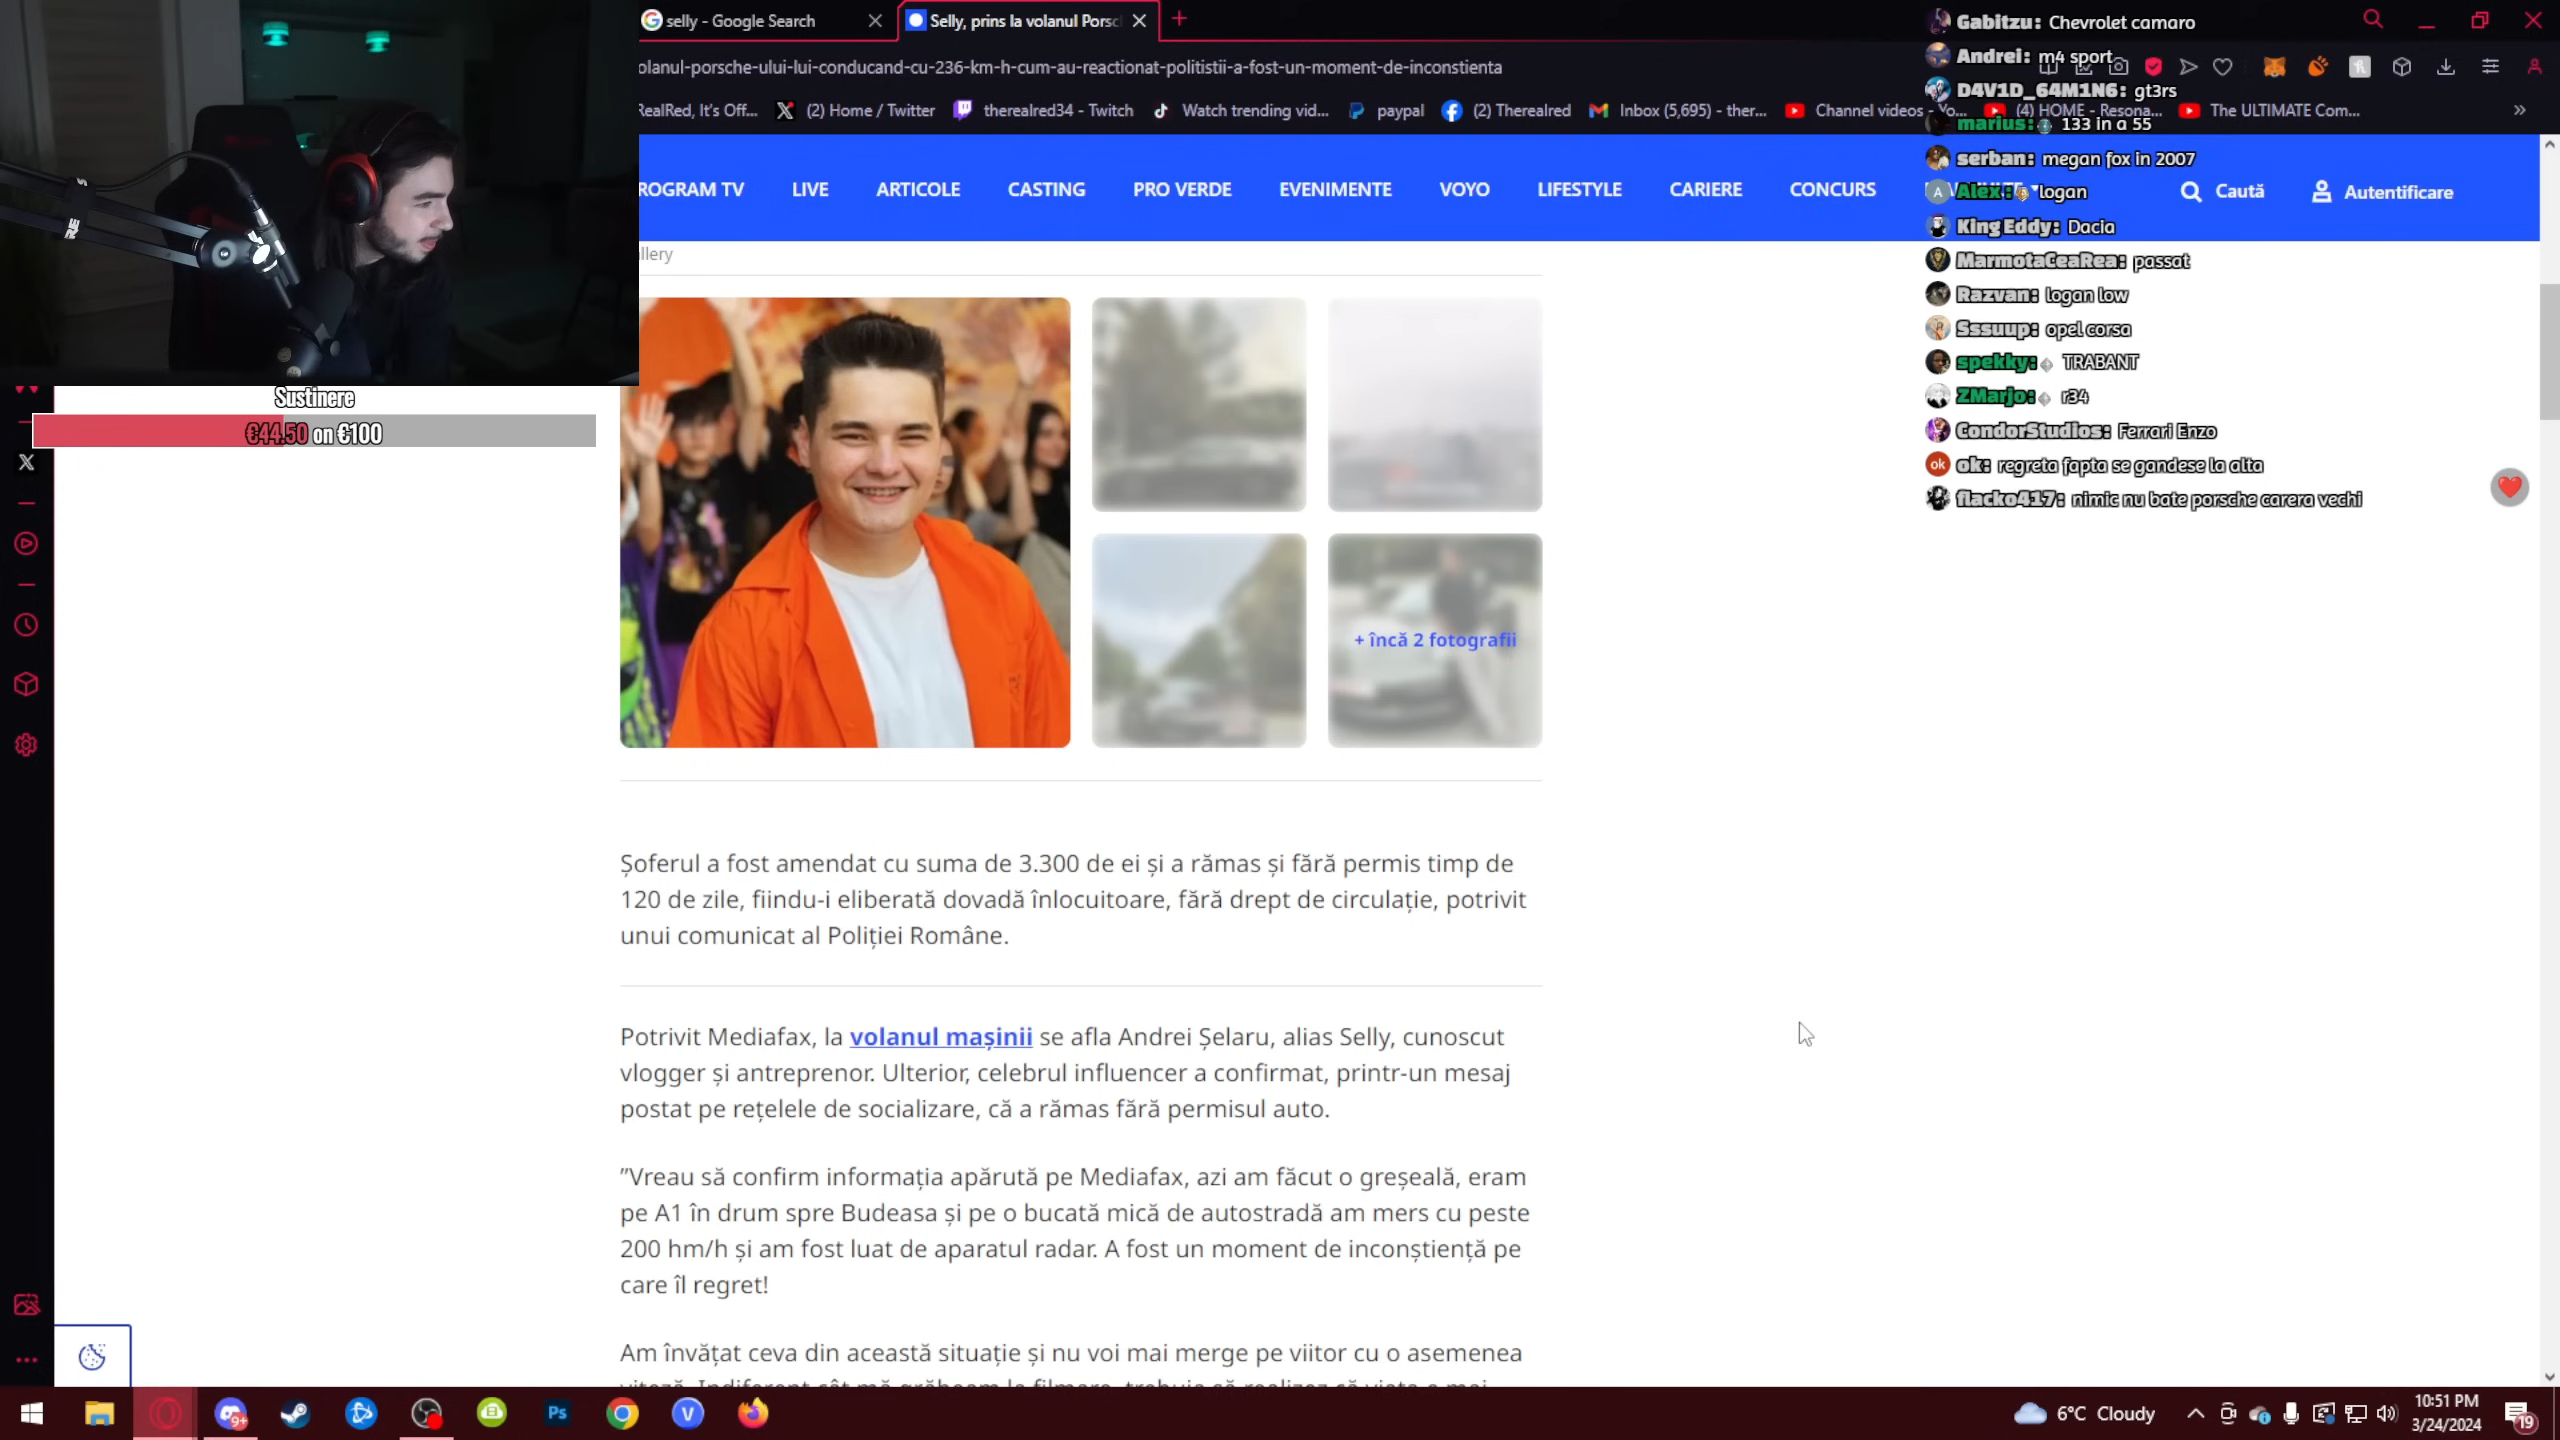 selly - Google Search
Selly, prins la volanul Porsc
olanul-porsche-ului-lui-conducand-cu-236-km-h-cum-au-reactionat-politistii-a-fost-un-moment-de-inconstienta
RealRed, It's Off...
(2) Home / Twitter
therealred34 - Twitch
Watch trending vid...
paypal
(2) Therealred
Inbox (5,695) - ther...
Channel videos - Yo...
(4) HOME - Resona...
The ULTIMATE Com...
ROGRAM TV
LIVE
ARTICOLE
CASTING
PRO VERDE
EVENIMENTE
VOYO
LIFESTYLE
CARIERE
CONCURS
Caută
Autentificare
Gabitzu: Chevrolet camaro
Andrei: m4 sport
D4V1D_64M1N6: gt3rs
marius: 133 in a 55
serban: megan fox in 2007
Alex: logan
King Eddy: Dacia
MarmotaCeaRea: passat
Razvan: logan low
Sssuup: opel corsa
spekky: TRABANT
ZMarjo: r34
CondorStudios: Ferrari Enzo
ok ok: regreta fapta se gandese la alta
flacko417: nimic nu bate porsche carera vechi
Sustinere
€44.50 on €100
llery
+ încă 2 fotografii
Șoferul a fost amendat cu suma de 3.300 de ei și a rămas și fără permis timp de
120 de zile, fiindu-i eliberată dovadă înlocuitoare, fără drept de circulație, potrivit
unui comunicat al Poliției Române.
Potrivit Mediafax, la volanul mașinii se afla Andrei Șelaru, alias Selly, cunoscut
vlogger și antreprenor. Ulterior, celebrul influencer a confirmat, printr-un mesaj
postat pe rețelele de socializare, că a rămas fără permisul auto.
”Vreau să confirm informația apărută pe Mediafax, azi am făcut o greșeală, eram
pe A1 în drum spre Budeasa și pe o bucată mică de autostradă am mers cu peste
200 hm/h și am fost luat de aparatul radar. A fost un moment de inconștiență pe
care îl regret!
Am învățat ceva din această situație și nu voi mai merge pe viitor cu o asemenea
9+
Ps
V
6°C Cloudy
10:51 PM
3/24/2024
19